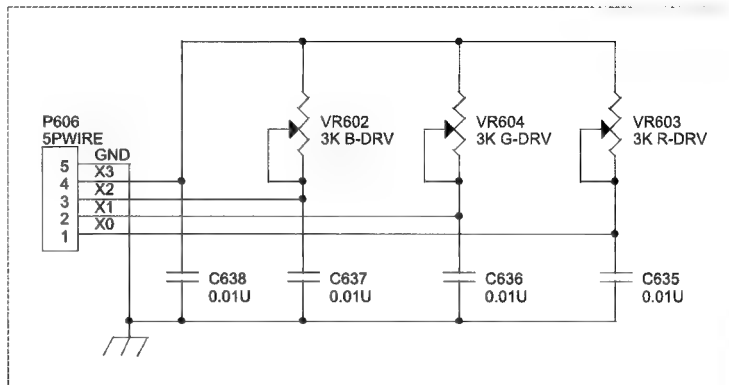 P606
5PWIRE
GND
5
X3
4
X2
3
X1
2
X0
1
VR602
3K B-DRV
VR604
3K G-DRV
VR603
3K R-DRV
C638
0.01U
C637
0.01U
C636
0.01U
C635
0.01U